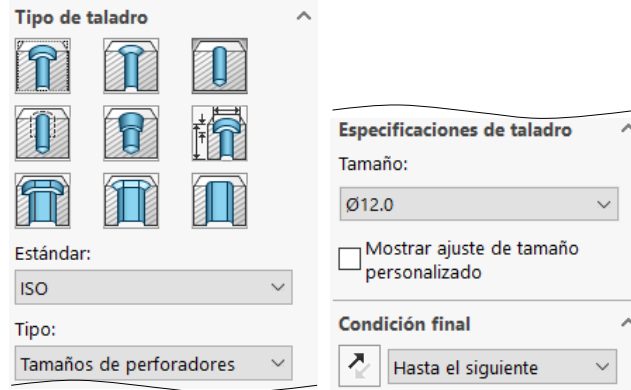 Tipo de taladro
Estándar:
ISO
Tipo:
Tamaños de perforadores
Especificaciones de taladro
Tamaño:
Ø12.0
Mostrar ajuste de tamaño
personalizado
Condición final
Hasta el siguiente